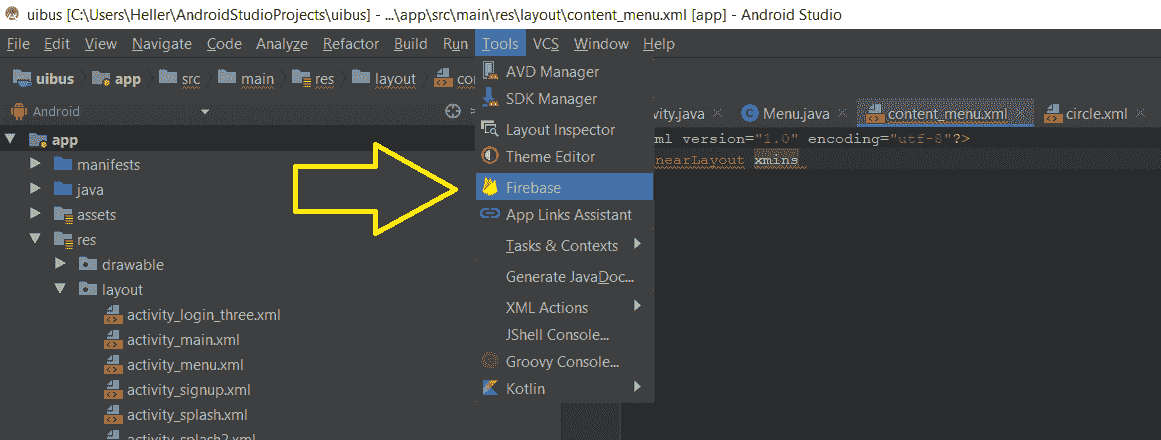 uibus [C:\Users\Heller\AndroidStudioProjects\uibus] - ...\app\src\main\res\layout\content_menu.xml [app] - Android Studio
File Edit View Navigate Code Analyze Refactor Build Run Tools VCS Window Help
uibus app src main res layout co
Android
AVD Manager
SDK Manager
Layout Inspector
Theme Editor
Firebase
App Links Assistant
Tasks & Contexts
Generate JavaDoc...
XML Actions
JShell Console...
Groovy Console...
Kotlin
vity.java Menu.java content_menu.xml circle.xml
ml version="1.0" encoding="utf-8"?>
nearLayout xmlns
app
manifests
java
assets
res
drawable
layout
activity_login_three.xml
activity_main.xml
activity_menu.xml
activity_signup.xml
activity_splash.xml
activity_splash2.xml